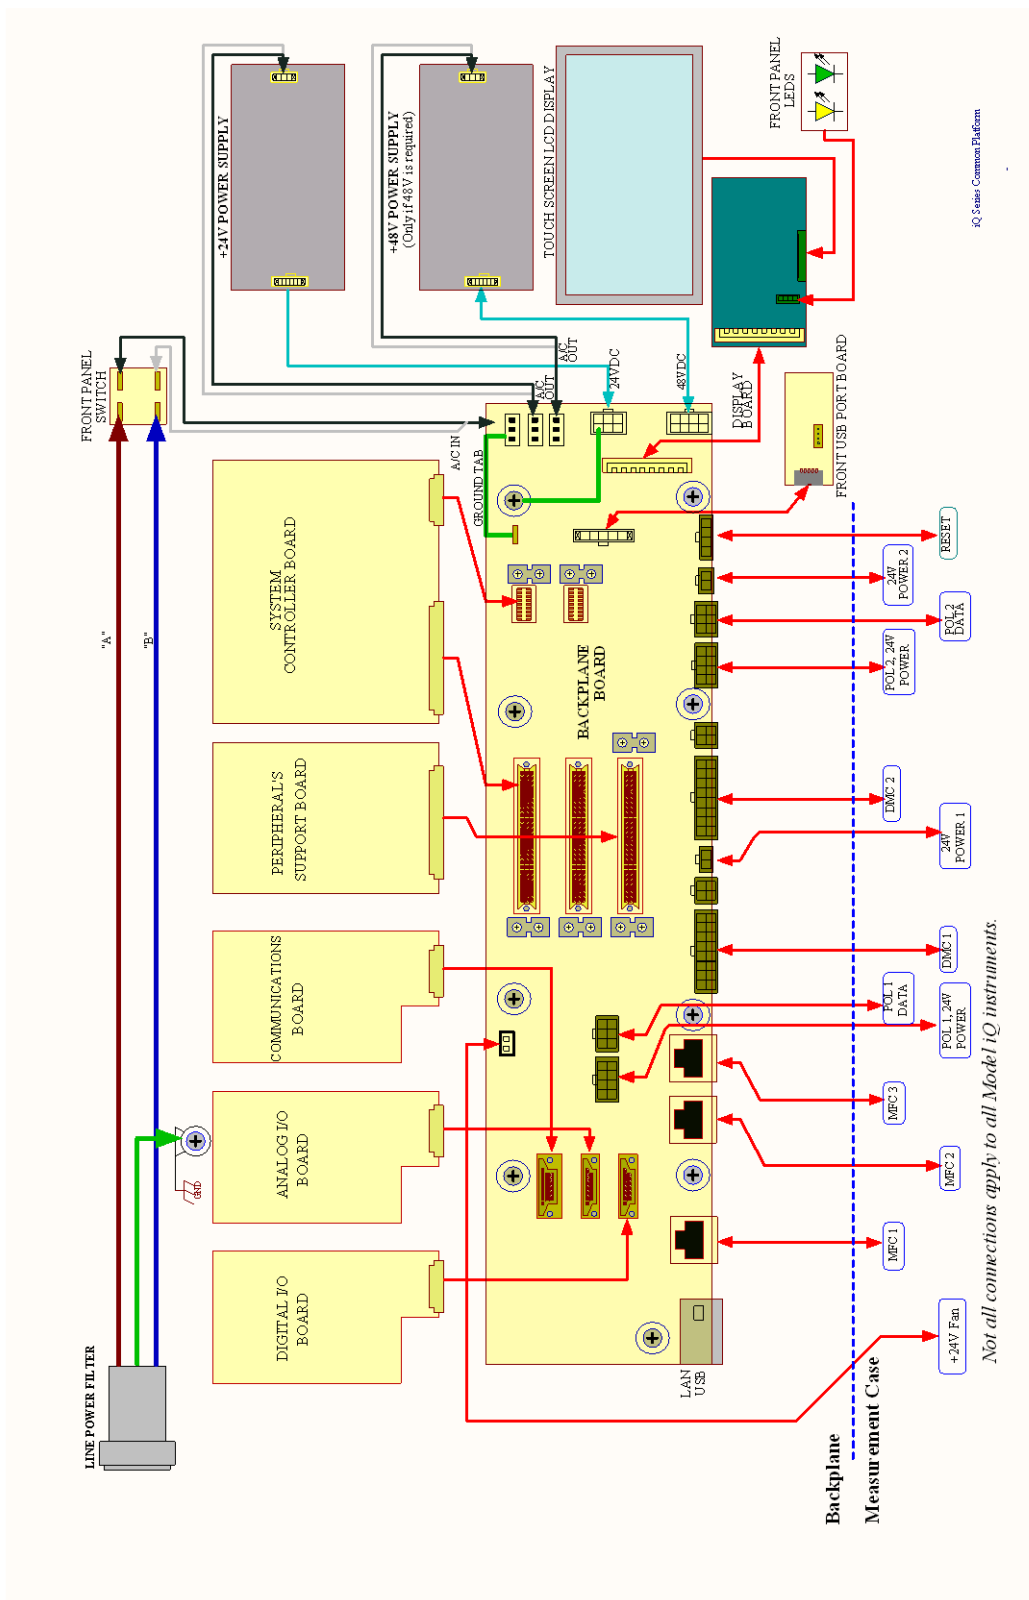 LINE POWER FILTER
"A"
"B"
FRONT PANEL
SWITCH
GND
+24V POWER SUPPLY
+48V POWER SUPPLY
(Only if 48V is required)
TOUCH SCREEN LCD DISPLAY
FRONT PANEL
LEDS
DIGITAL I/O
BOARD
ANALOG I/O
BOARD
COMMUNICATIONS
BOARD
PERIPHERAL'S
SUPPORT BOARD
SYSTEM
CONTROLLER BOARD
A/C IN
GROUND TAB
A/C
OUT
A/C
OUT
24VDC
48VDC
DISPLAY
BOARD
FRONT USB PORT BOARD
BACKPLANE
BOARD
LAN
USB
Backplane
Measurement Case
+24V Fan
MFC 1
MFC 2
MFC 3
POL 1, 24V
POWER
POL 1
DATA
DMC 1
24V
POWER 1
DMC 2
POL 2, 24V
POWER
POL 2
DATA
24V
POWER 2
RESET
Not all connections apply to all Model iQ instruments.
iQ Series Common Platform
-